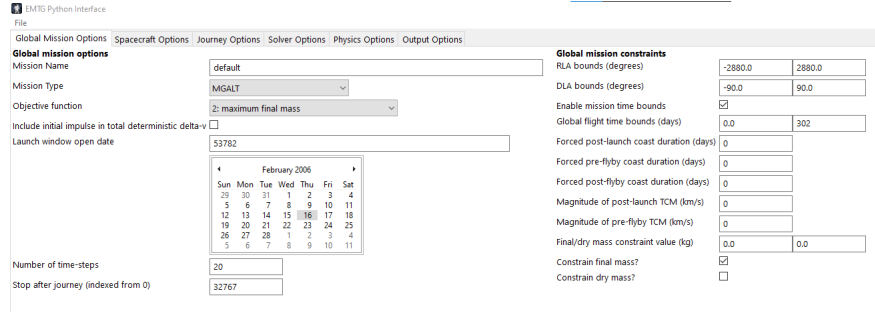 EMTG Python Interface
File
Global Mission Options Spacecraft Options Journey Options Solver Options Physics Options Output Options
Global mission options
Mission Name default
Mission Type MGALT
Objective function 2: maximum final mass
Include initial impulse in total deterministic delta-v
Launch window open date 53782
February 2006
Sun Mon Tue Wed Thu Fri Sat
29 30 31 1 2 3 4
5 6 7 8 9 10 11
12 13 14 15 16 17 18
19 20 21 22 23 24 25
26 27 28 1 2 3 4
5 6 7 8 9 10 11
Number of time-steps 20
Stop after journey (indexed from 0) 32767
Global mission constraints
RLA bounds (degrees) -2880.0 2880.0
DLA bounds (degrees) -90.0 90.0
Enable mission time bounds
Global flight time bounds (days) 0.0 302
Forced post-launch coast duration (days) 0
Forced pre-flyby coast duration (days) 0
Forced post-flyby coast duration (days) 0
Magnitude of post-launch TCM (km/s) 0
Magnitude of pre-flyby TCM (km/s) 0
Final/dry mass constraint value (kg) 0.0 0.0
Constrain final mass?
Constrain dry mass?